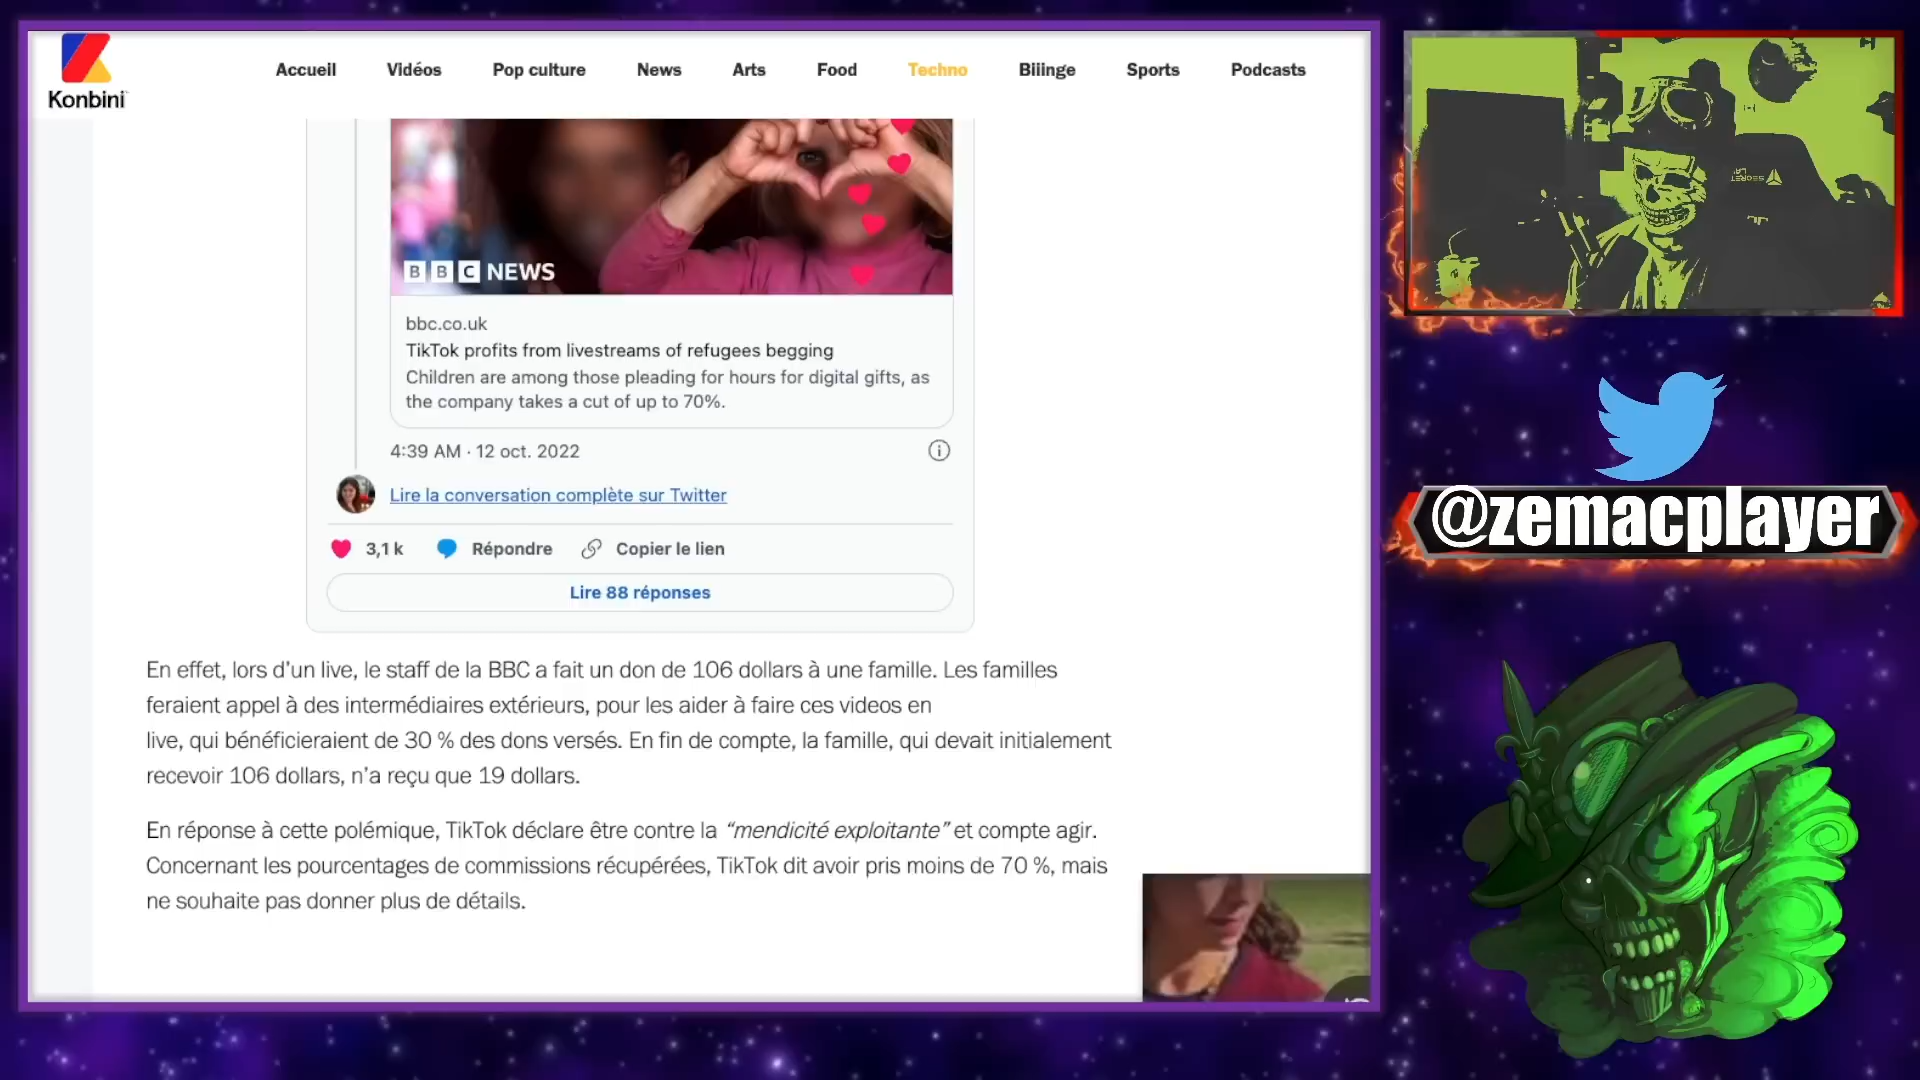 Konbini
Accueil Vidéos Pop culture News Arts Food Techno Biiinge Sports Podcasts
BBC NEWS
bbc.co.uk
TikTok profits from livestreams of refugees begging
Children are among those pleading for hours for digital gifts, as
the company takes a cut of up to 70%.
4:39 AM · 12 oct. 2022
Lire la conversation complète sur Twitter
3,1 k Répondre Copier le lien
Lire 88 réponses
En effet, lors d’un live, le staff de la BBC a fait un don de 106 dollars à une famille. Les familles
feraient appel à des intermédiaires extérieurs, pour les aider à faire ces videos en
live, qui bénéficieraient de 30 % des dons versés. En fin de compte, la famille, qui devait initialement
recevoir 106 dollars, n’a reçu que 19 dollars.
En réponse à cette polémique, TikTok déclare être contre la “mendicité exploitante” et compte agir.
Concernant les pourcentages de commissions récupérées, TikTok dit avoir pris moins de 70 %, mais
ne souhaite pas donner plus de détails.
@zemacplayer